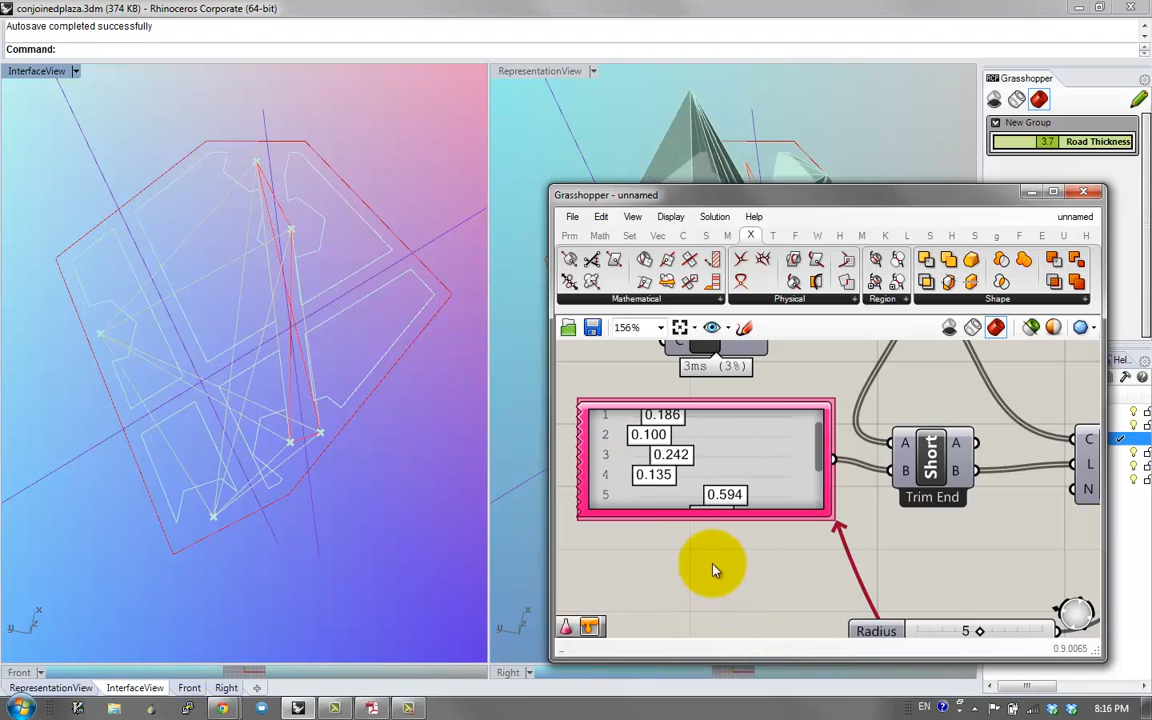 conjoinedplaza.3dm (374 KB) - Rhinoceros Corporate (64-bit)
Autosave completed successfully
Command:
InterfaceView
RepresentationView
Grasshopper
New Group
3.7 Road Thickness
Grasshopper - unnamed
File Edit View Display Solution Help unnamed
Prm Math Set Vec C S M X T F W H M D S S g F E U H
Mathematical Physical Region Shape
156%
3ms (3%)
1 0.186
2 0.100
3 0.242
4 0.135
5 0.594
A A
B B
Short
Trim End
C
L
N
Radius 5
0.9.0065
Hel...
x
y
x
y
Front
Right
RepresentationView InterfaceView Front Right
EN 8:16 PM